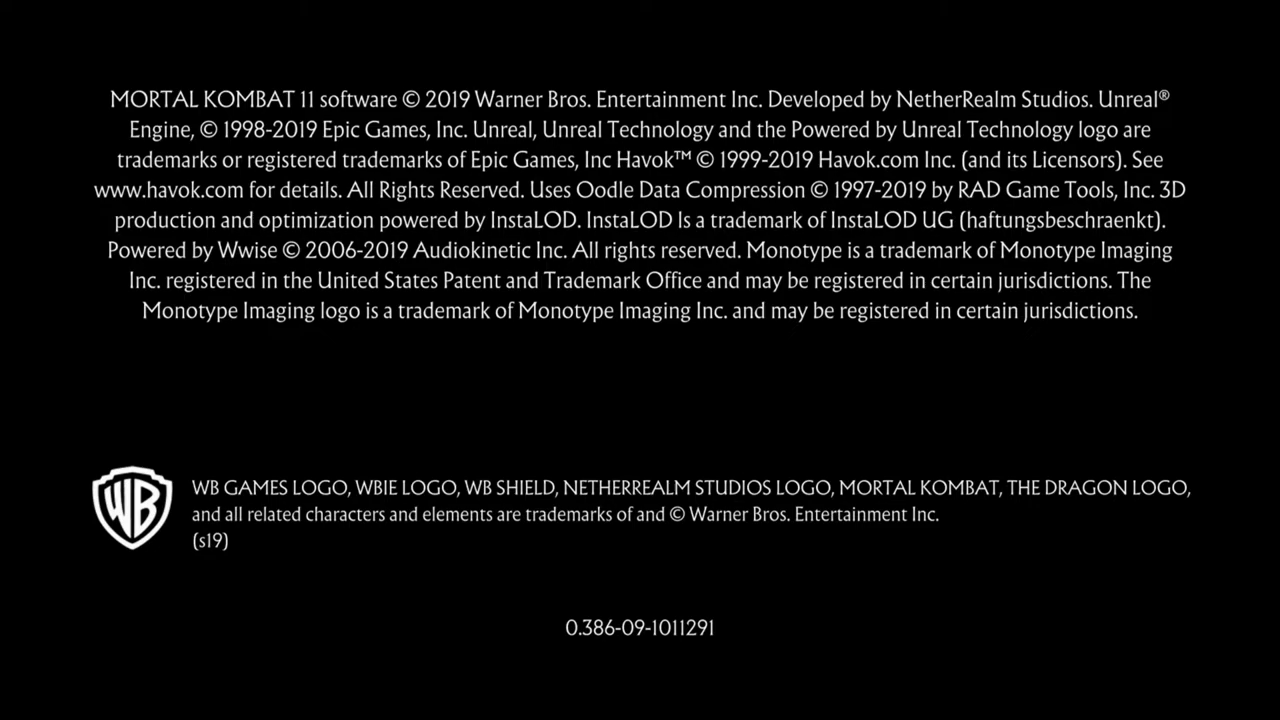 MORTAL KOMBAT 11 software © 2019 Warner Bros. Entertainment Inc. Developed by NetherRealm Studios. Unreal®
Engine, © 1998-2019 Epic Games, Inc. Unreal, Unreal Technology and the Powered by Unreal Technology logo are
trademarks or registered trademarks of Epic Games, Inc Havok™ © 1999-2019 Havok.com Inc. (and its Licensors). See
www.havok.com for details. All Rights Reserved. Uses Oodle Data Compression © 1997-2019 by RAD Game Tools, Inc. 3D
production and optimization powered by InstaLOD. InstaLOD Is a trademark of InstaLOD UG (haftungsbeschraenkt).
Powered by Wwise © 2006-2019 Audiokinetic Inc. All rights reserved. Monotype is a trademark of Monotype Imaging
Inc. registered in the United States Patent and Trademark Office and may be registered in certain jurisdictions. The
Monotype Imaging logo is a trademark of Monotype Imaging Inc. and may be registered in certain jurisdictions.
WB
WB GAMES LOGO, WBIE LOGO, WB SHIELD, NETHERREALM STUDIOS LOGO, MORTAL KOMBAT, THE DRAGON LOGO,
and all related characters and elements are trademarks of and © Warner Bros. Entertainment Inc.
(s19)
0.386-09-1011291